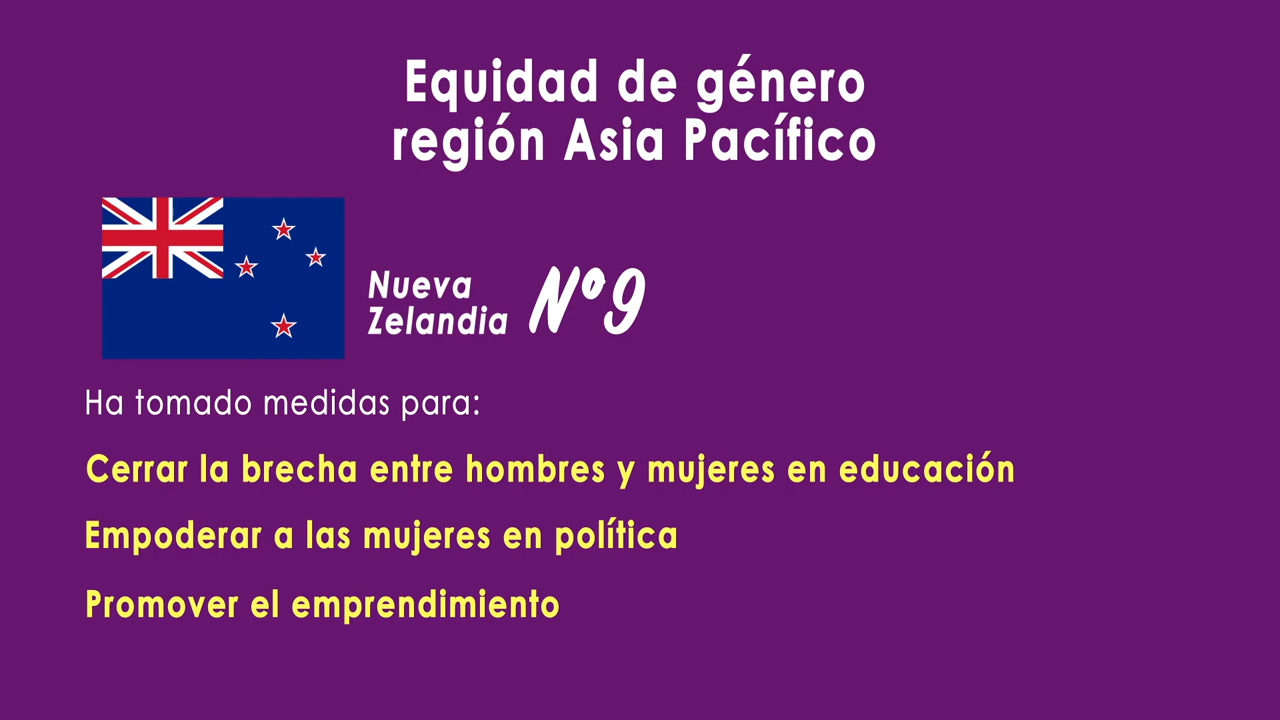 Equidad de género
región Asia Pacífico
Nueva
Zelandia
Nº9
Ha tomado medidas para:
Cerrar la brecha entre hombres y mujeres en educación
Empoderar a las mujeres en política
Promover el emprendimiento